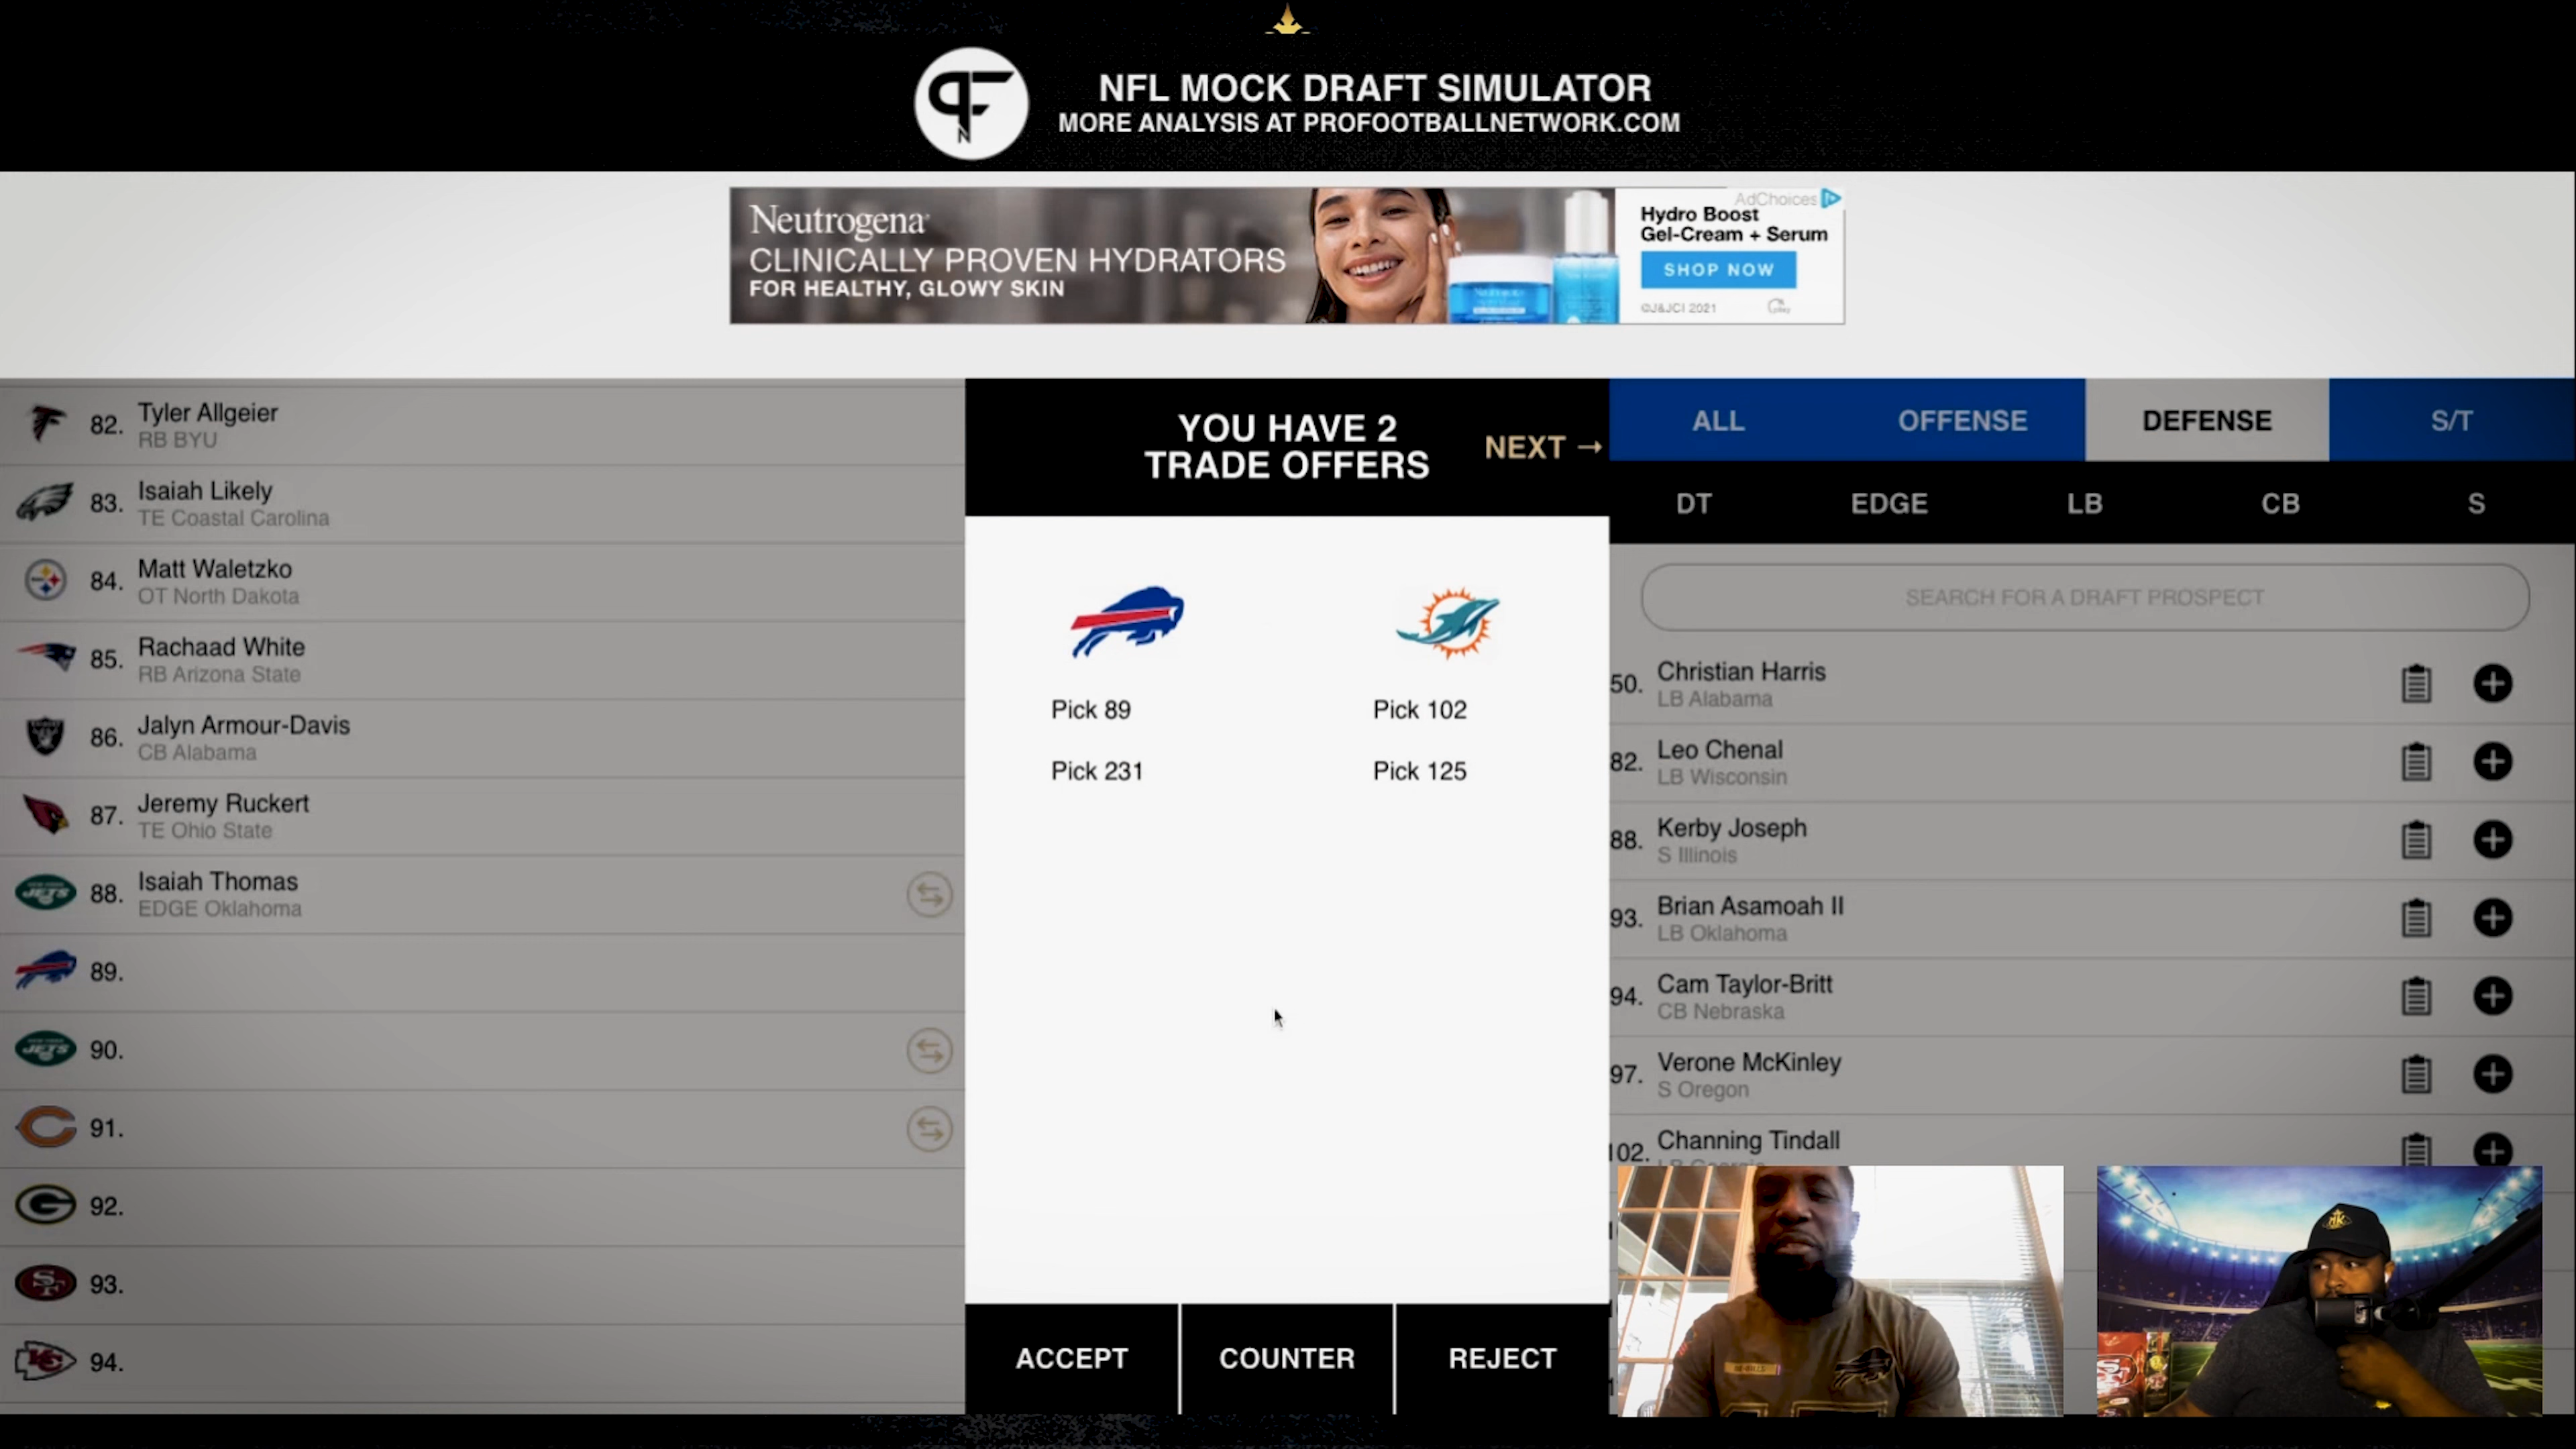 NFL MOCK DRAFT SIMULATOR
MORE ANALYSIS AT PROFOOTBALLNETWORK.COM
Neutrogena
CLINICALLY PROVEN HYDRATORS
FOR HEALTHY, GLOWY SKIN
AdChoices
Hydro Boost
Gel-Cream + Serum
SHOP NOW
©J&JCI 2021
82. Tyler Allgeier
RB BYU
83. Isaiah Likely
TE Coastal Carolina
84. Matt Waletzko
OT North Dakota
85. Rachaad White
RB Arizona State
86. Jalyn Armour-Davis
CB Alabama
87. Jeremy Ruckert
TE Ohio State
JETS 88. Isaiah Thomas
EDGE Oklahoma
89.
JETS 90.
91.
G 92.
SF 93.
KC 94.
YOU HAVE 2
TRADE OFFERS
NEXT →
Pick 89
Pick 102
Pick 231
Pick 125
ACCEPT
COUNTER
REJECT
ALL
OFFENSE
DEFENSE
S/T
DT
EDGE
LB
CB
S
SEARCH FOR A DRAFT PROSPECT
50. Christian Harris
LB Alabama
82. Leo Chenal
LB Wisconsin
88. Kerby Joseph
S Illinois
93. Brian Asamoah II
LB Oklahoma
94. Cam Taylor-Britt
CB Nebraska
97. Verone McKinley
S Oregon
102. Channing Tindall